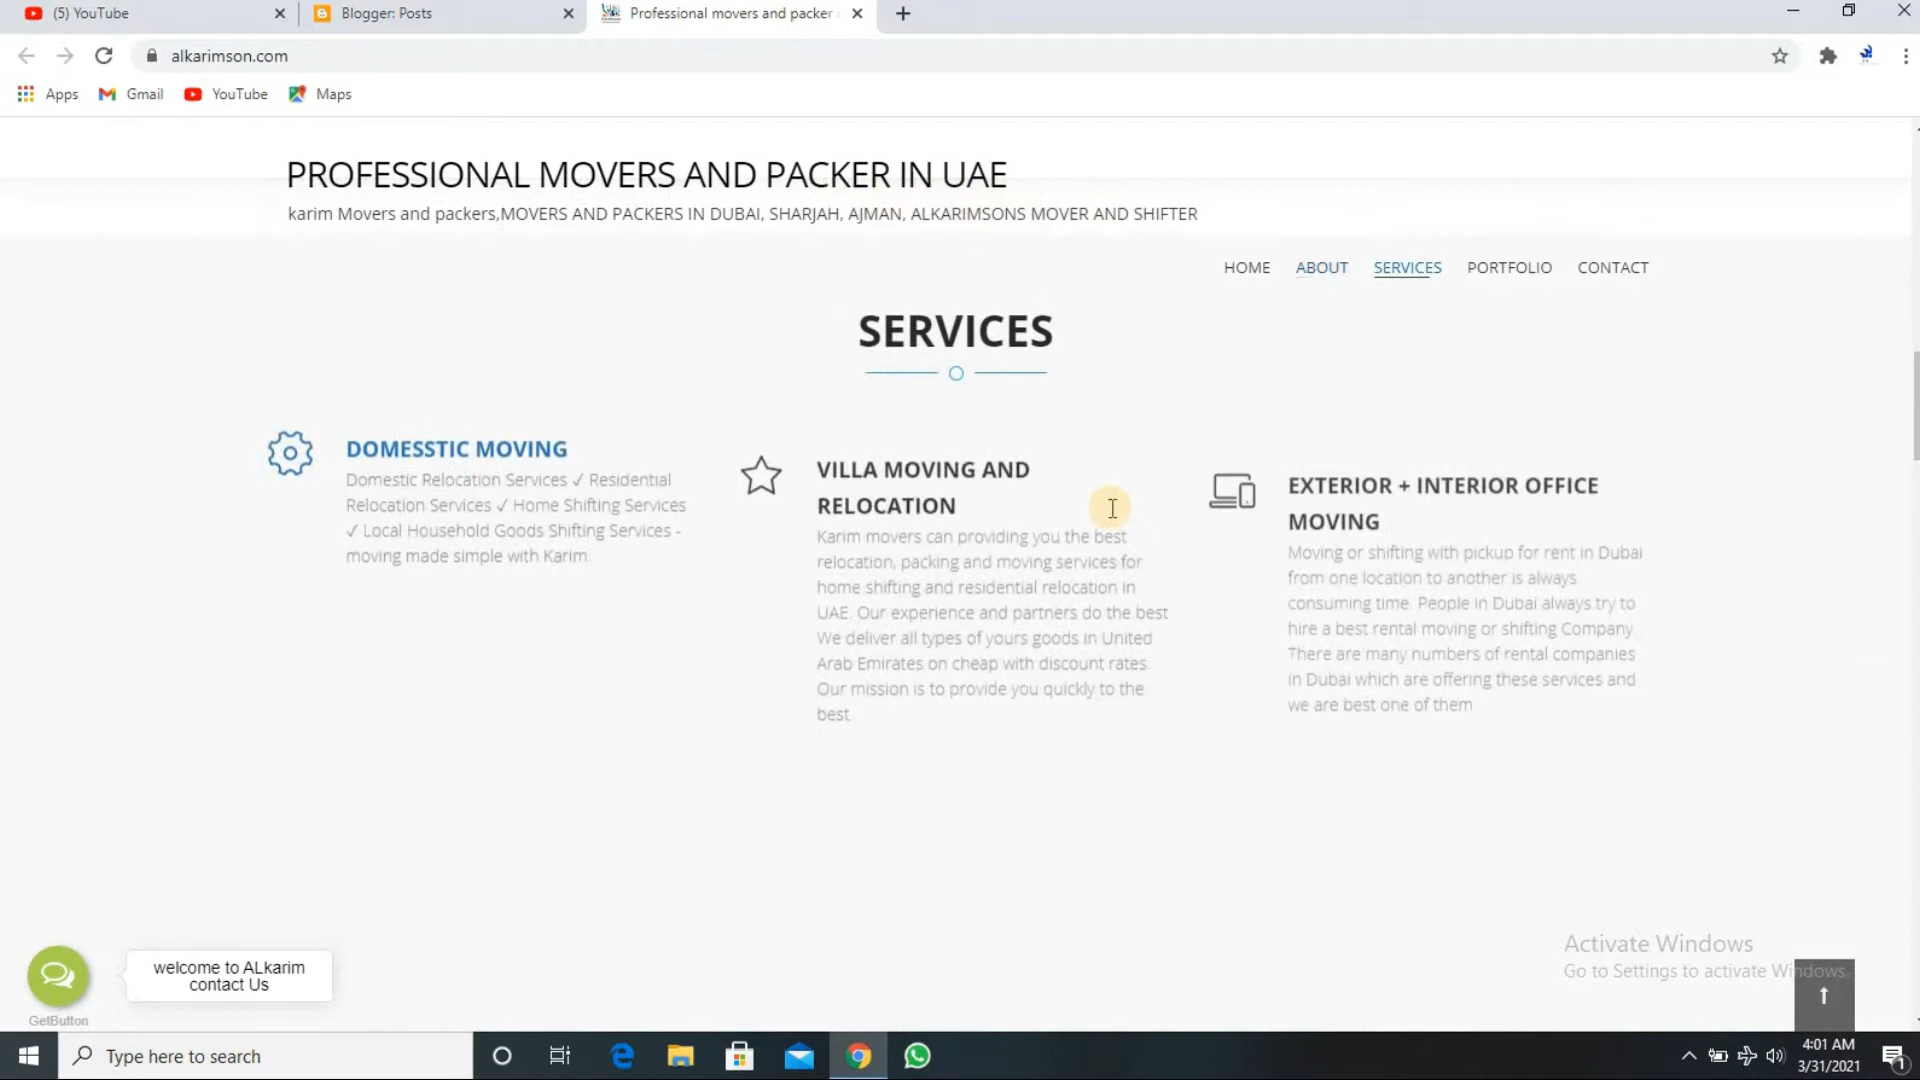 (5) YouTube
Blogger: Posts
Professional movers and packer
alkarimson.com
Apps
Gmail
YouTube
Maps
PROFESSIONAL MOVERS AND PACKER IN UAE
karim Movers and packers,MOVERS AND PACKERS IN DUBAI, SHARJAH, AJMAN, ALKARIMSONS MOVER AND SHIFTER
HOME
ABOUT
SERVICES
PORTFOLIO
CONTACT
SERVICES
DOMESSTIC MOVING
Domestic Relocation Services ✓ Residential
Relocation Services ✓ Home Shifting Services
✓ Local Household Goods Shifting Services -
moving made simple with Karim.
VILLA MOVING AND
RELOCATION
Karim movers can providing you the best
relocation, packing and moving services for
home shifting and residential relocation in
UAE. Our experience and partners do the best
We deliver all types of yours goods in United
Arab Emirates on cheap with discount rates.
Our mission is to provide you quickly to the
best.
EXTERIOR + INTERIOR OFFICE
MOVING
Moving or shifting with pickup for rent in Dubai
from one location to another is always
consuming time. People in Dubai always try to
hire a best rental moving or shifting Company.
There are many numbers of rental companies
in Dubai which are offering these services and
we are best one of them
Activate Windows
Go to Settings to activate Windows.
welcome to ALkarim
contact Us
GetButton
Type here to search
4:01 AM
3/31/2021
1